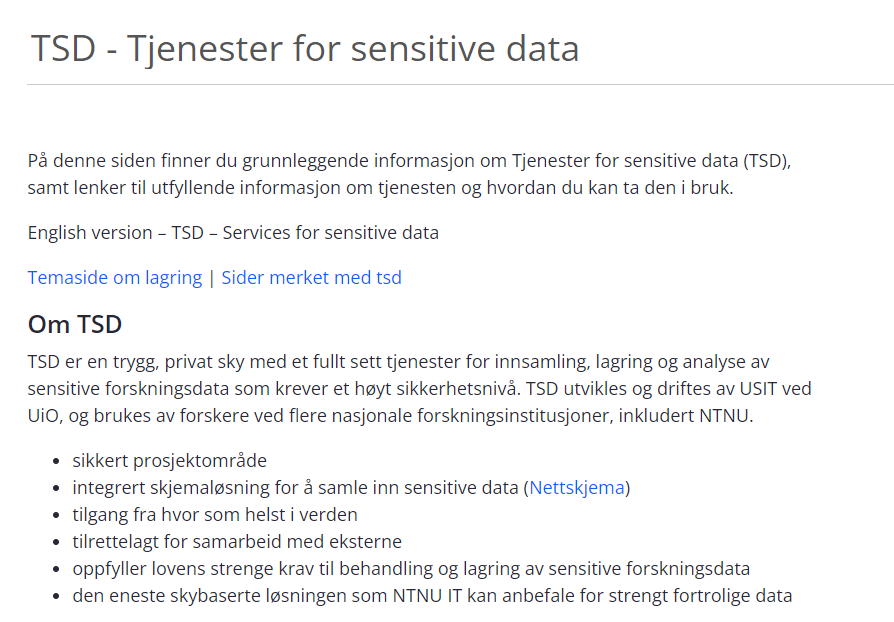 TSD - Tjenester for sensitive data
På denne siden finner du grunnleggende informasjon om Tjenester for sensitive data (TSD),
samt lenker til utfyllende informasjon om tjenesten og hvordan du kan ta den i bruk.
English version – TSD – Services for sensitive data
Temaside om lagring | Sider merket med tsd
Om TSD
TSD er en trygg, privat sky med et fullt sett tjenester for innsamling, lagring og analyse av
sensitive forskningsdata som krever et høyt sikkerhetsnivå. TSD utvikles og driftes av USIT ved
UiO, og brukes av forskere ved flere nasjonale forskningsinstitusjoner, inkludert NTNU.
• sikkert prosjektområde
• integrert skjemaløsning for å samle inn sensitive data (Nettskjema)
• tilgang fra hvor som helst i verden
• tilrettelagt for samarbeid med eksterne
• oppfyller lovens strenge krav til behandling og lagring av sensitive forskningsdata
• den eneste skybaserte løsningen som NTNU IT kan anbefale for strengt fortrolige data